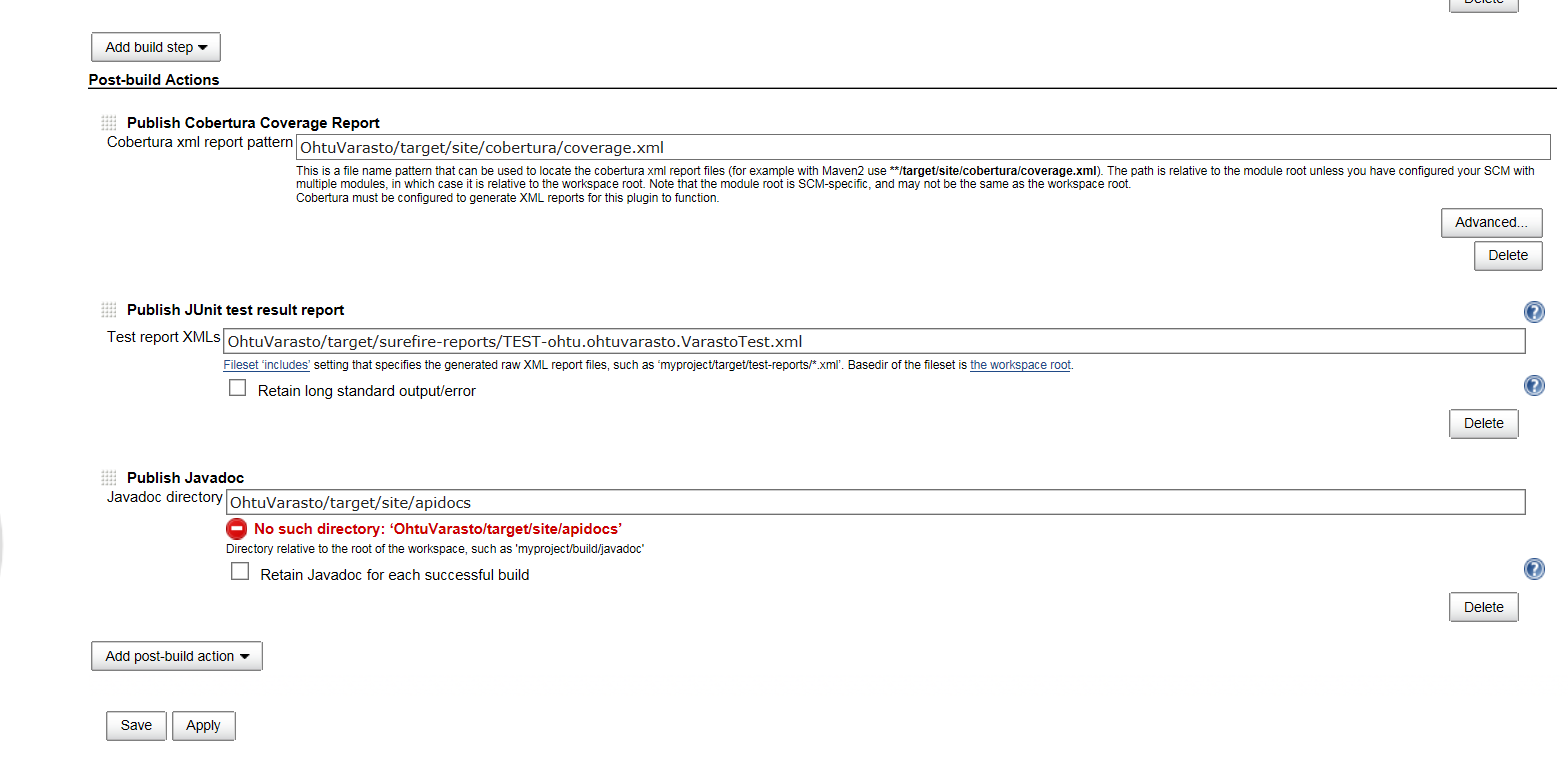 Delete
Add build step
Post-build Actions
Publish Cobertura Coverage Report
Cobertura xml report pattern OhtuVarasto/target/site/cobertura/coverage.xml
This is a file name pattern that can be used to locate the cobertura xml report files (for example with Maven2 use **/target/site/cobertura/coverage.xml). The path is relative to the module root unless you have configured your SCM with
multiple modules, in which case it is relative to the workspace root. Note that the module root is SCM-specific, and may not be the same as the workspace root.
Cobertura must be configured to generate XML reports for this plugin to function.
Advanced...
Delete
Publish JUnit test result report
Test report XMLs OhtuVarasto/target/surefire-reports/TEST-ohtu.ohtuvarasto.VarastoTest.xml
Fileset ‘includes’ setting that specifies the generated raw XML report files, such as ‘myproject/target/test-reports/*.xml’. Basedir of the fileset is the workspace root.
Retain long standard output/error
Delete
Publish Javadoc
Javadoc directory OhtuVarasto/target/site/apidocs
No such directory: ‘OhtuVarasto/target/site/apidocs’
Directory relative to the root of the workspace, such as 'myproject/build/javadoc'
Retain Javadoc for each successful build
Delete
Add post-build action
Save Apply